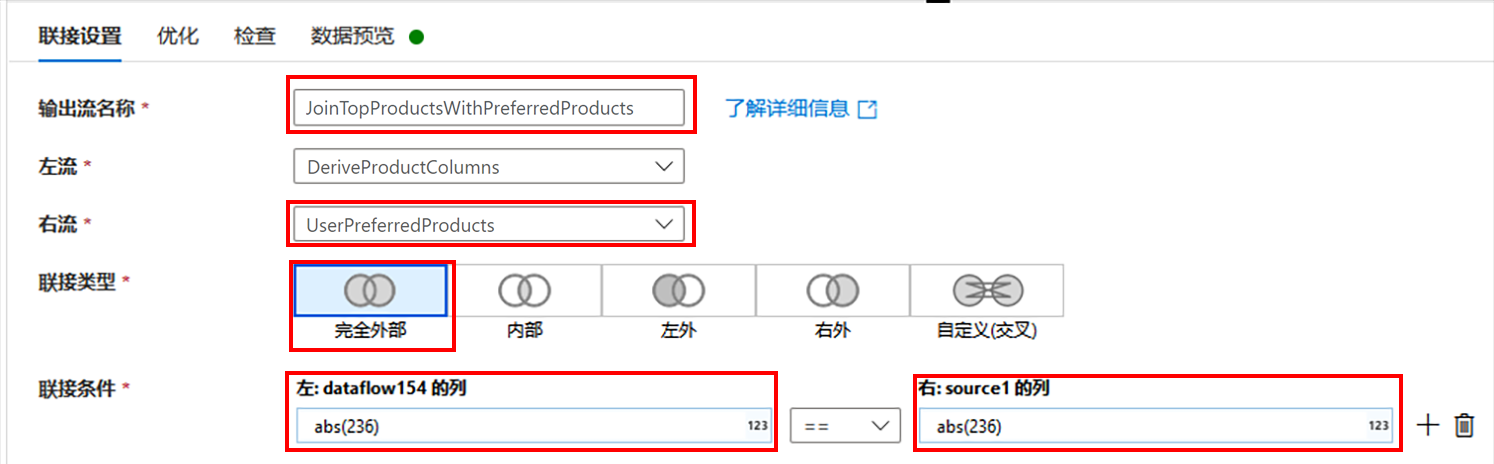 联接设置 优化 检查 数据预览
输出流名称 * JoinTopProductsWithPreferredProducts 了解详细信息
左流 * DeriveProductColumns
右流 * UserPreferredProducts
联接类型 *
完全外部 内部 左外 右外 自定义(交叉)
联接条件 * 左: dataflow154 的列 右: source1 的列
abs(236) 123 == abs(236) 123